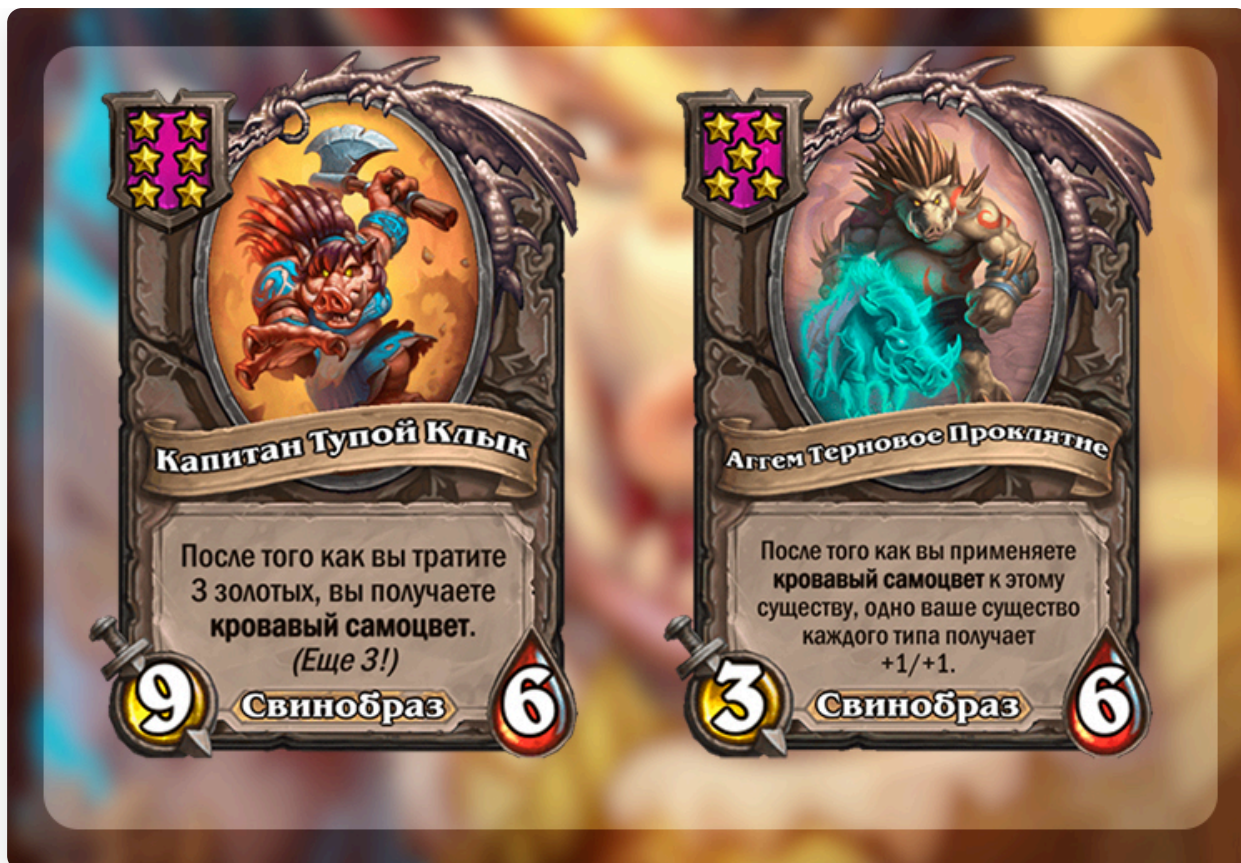 Капитан Тупой Клык
После того как вы тратите
3 золотых, вы получаете
кровавый самоцвет.
(Еще 3!)
9
Свинобраз
6
Аггем Терновое Проклятие
После того как вы применяете
кровавый самоцвет к этому
существу, одно ваше существо
каждого типа получает
+1/+1.
3
Свинобраз
6